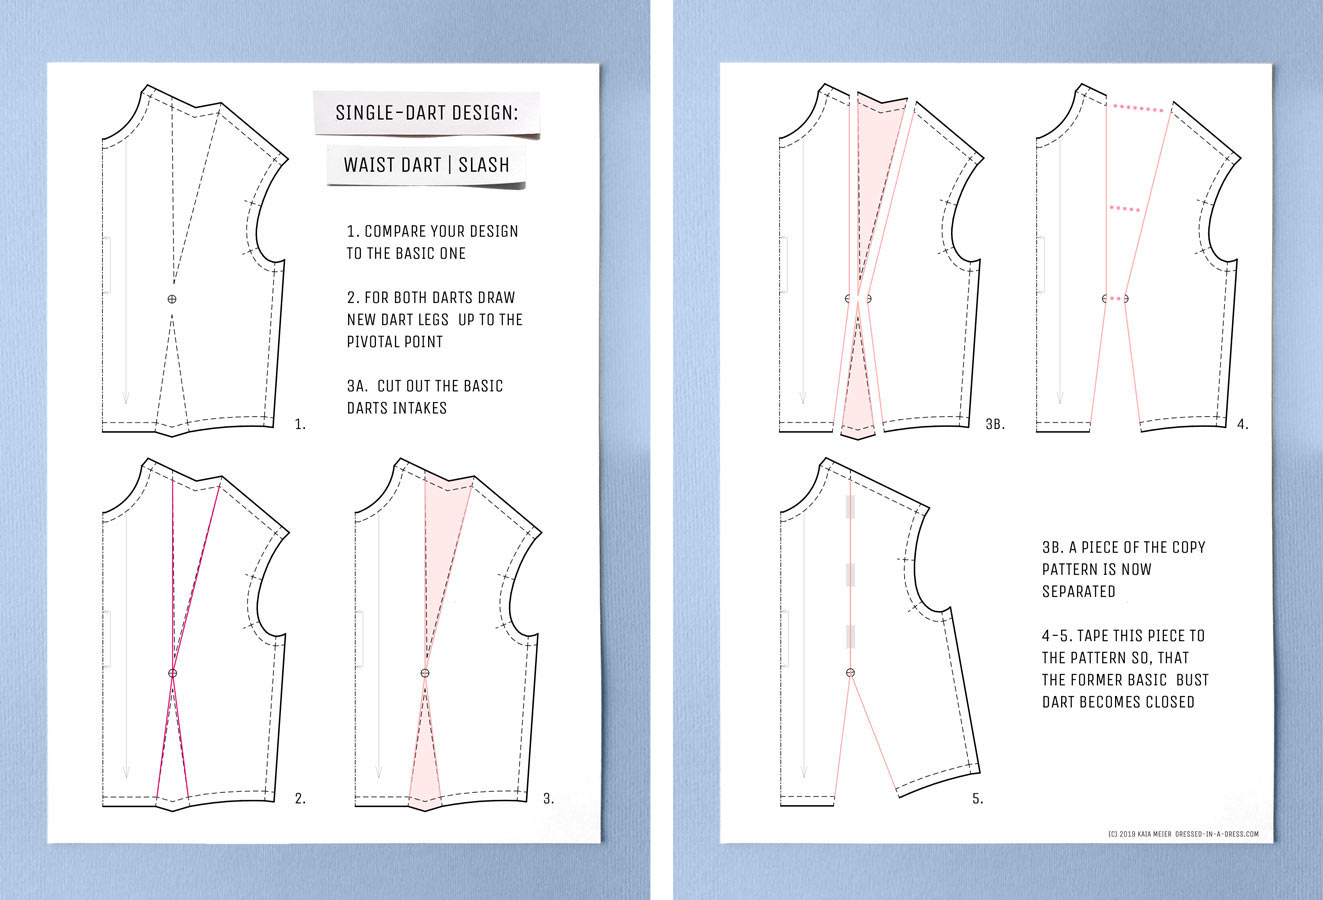 SINGLE-DART DESIGN:
WAIST DART | SLASH
1. COMPARE YOUR DESIGN
TO THE BASIC ONE
2. FOR BOTH DARTS DRAW
NEW DART LEGS UP TO THE
PIVOTAL POINT
3A. CUT OUT THE BASIC
DARTS INTAKES
1.
2.
3.
3B.
4.
3B. A PIECE OF THE COPY
PATTERN IS NOW
SEPARATED
4-5. TAPE THIS PIECE TO
THE PATTERN SO, THAT
THE FORMER BASIC BUST
DART BECOMES CLOSED
5.
(C) 2019 KAIA MEIER DRESSED-IN-A-DRESS.COM